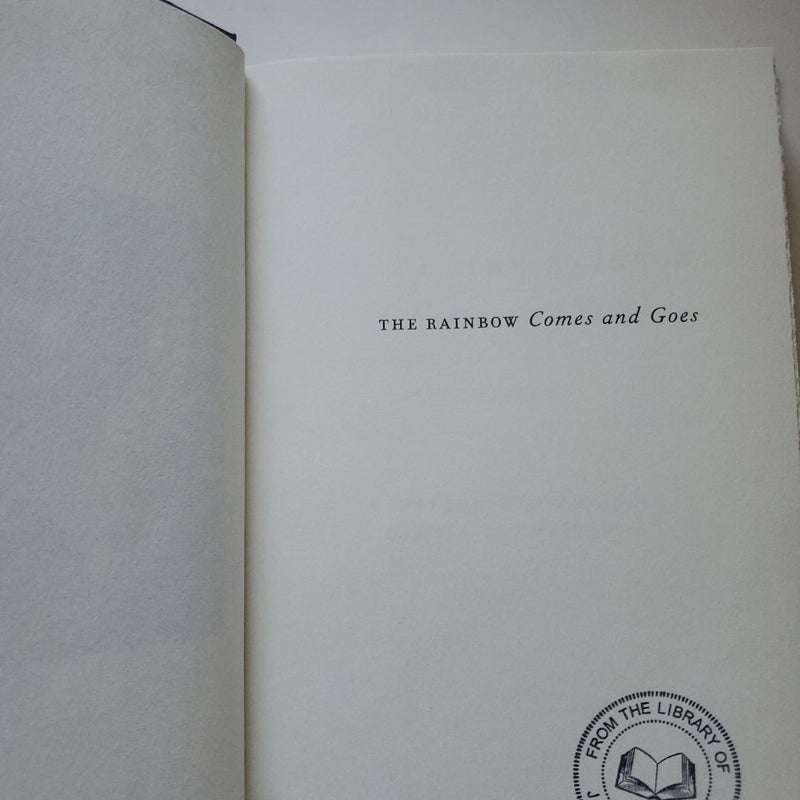 THE RAINBOW Comes and Goes
FROM THE LIBRARY OF